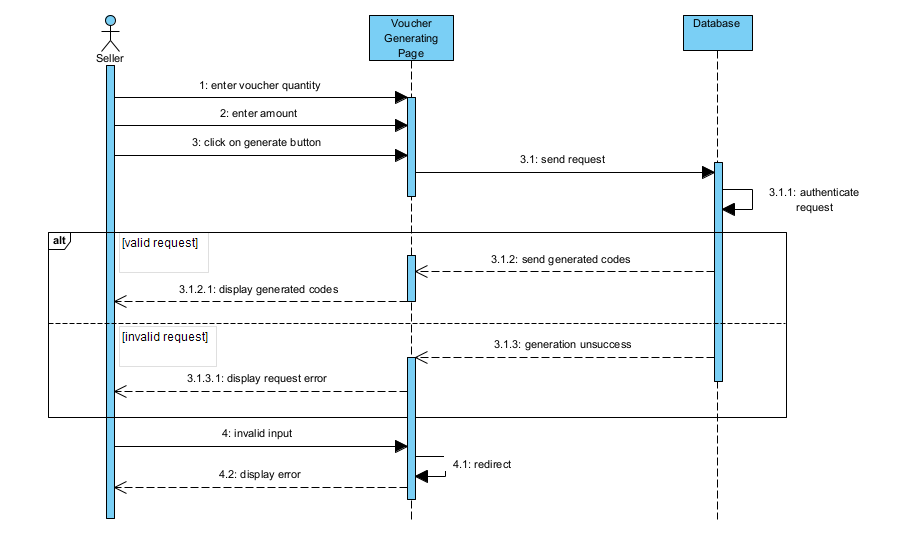 Seller
Voucher
Generating
Page
Database
1: enter voucher quantity
2: enter amount
3: click on generate button
3.1: send request
3.1.1: authenticate
request
alt
[valid request]
3.1.2: send generated codes
3.1.2.1: display generated codes
[invalid request]
3.1.3: generation unsuccess
3.1.3.1: display request error
4: invalid input
4.1: redirect
4.2: display error